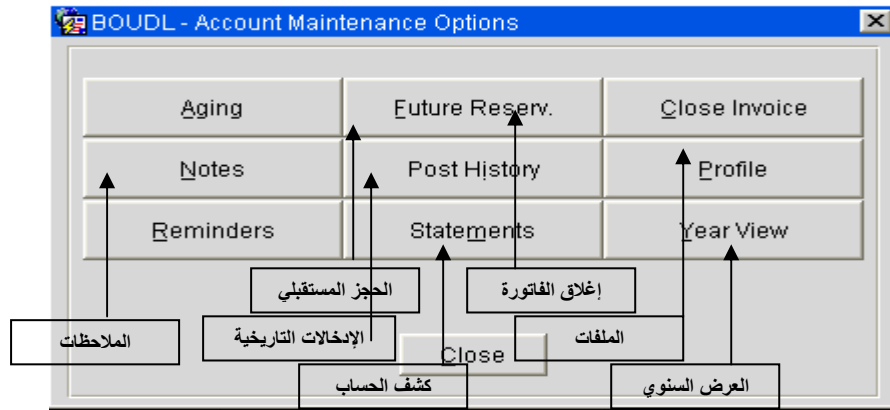 BOUDL - Account Maintenance Options
Aging Future Reserv. Close Invoice
Notes Post History Profile
Reminders Statements Year View
الحجز المستقبلي إغلاق الفاتورة
الملاحظات الإدخالات التاريخية الملفات
Close
كشف الحساب العرض السنوي